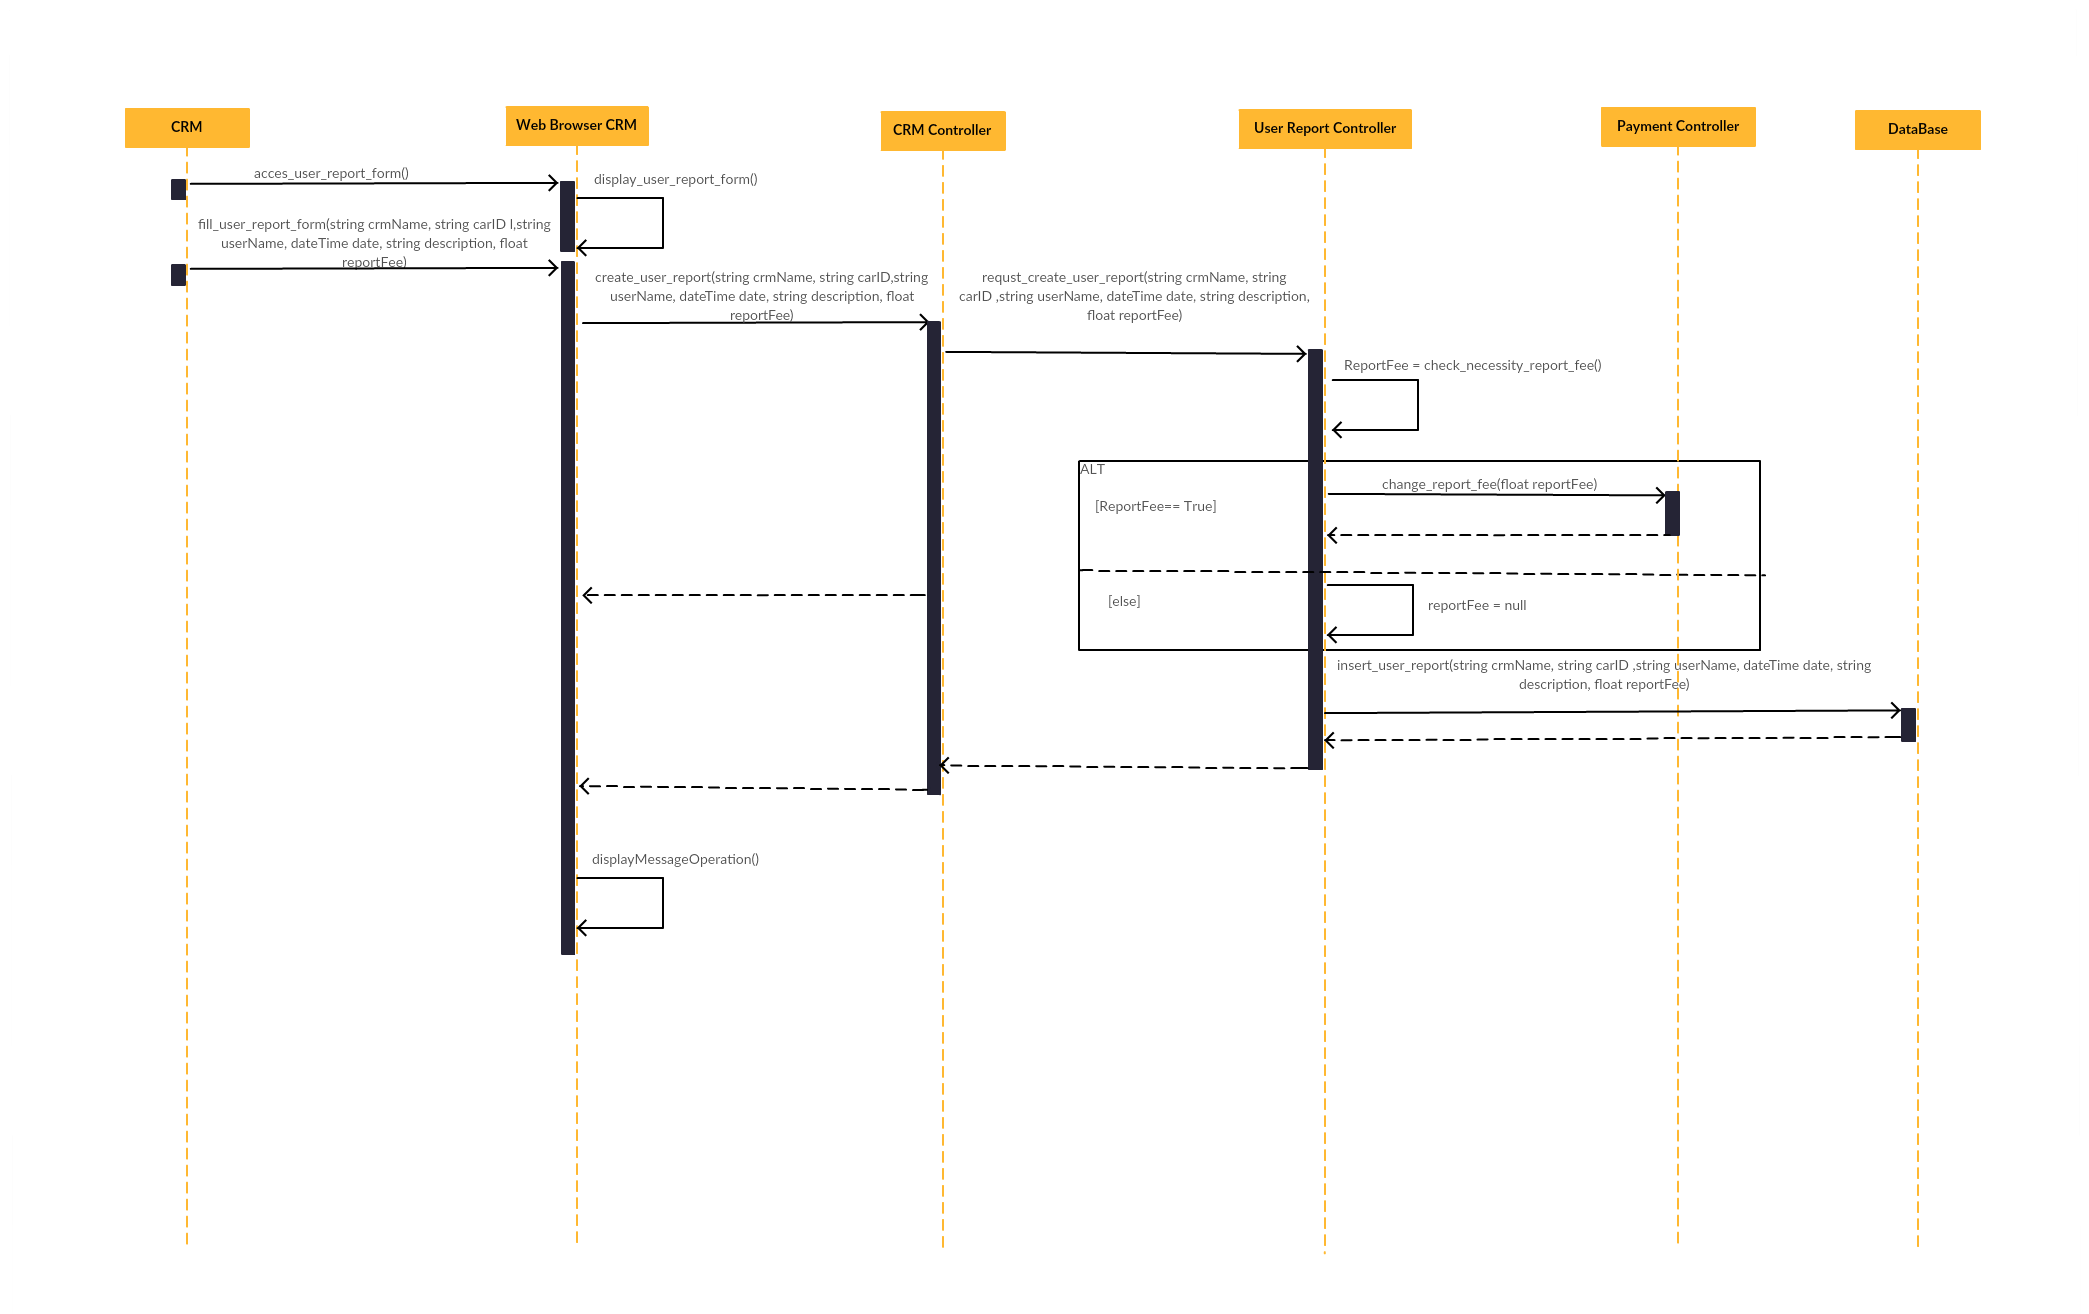 CRM
Web Browser CRM
CRM Controller
User Report Controller
Payment Controller
DataBase
acces_user_report_form()
display_user_report_form()
fill_user_report_form(string crmName, string carID l,string
userName, dateTime date, string description, float
reportFee)
create_user_report(string crmName, string carID,string
userName, dateTime date, string description, float
reportFee)
requst_create_user_report(string crmName, string
carID ,string userName, dateTime date, string description,
float reportFee)
ReportFee = check_necessity_report_fee()
ALT
change_report_fee(float reportFee)
[ReportFee== True]
[else]
reportFee = null
insert_user_report(string crmName, string carID ,string userName, dateTime date, string
description, float reportFee)
displayMessageOperation()